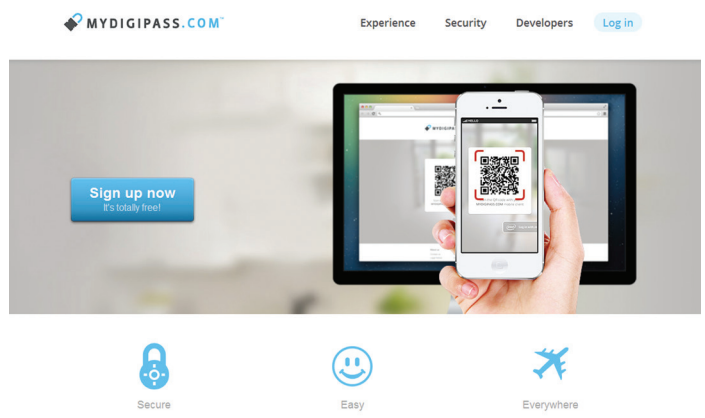 MYDIGIPASS.COM™
Experience
Security
Developers
Log in
Sign up now
It's totally free!
Secure
Easy
Everywhere